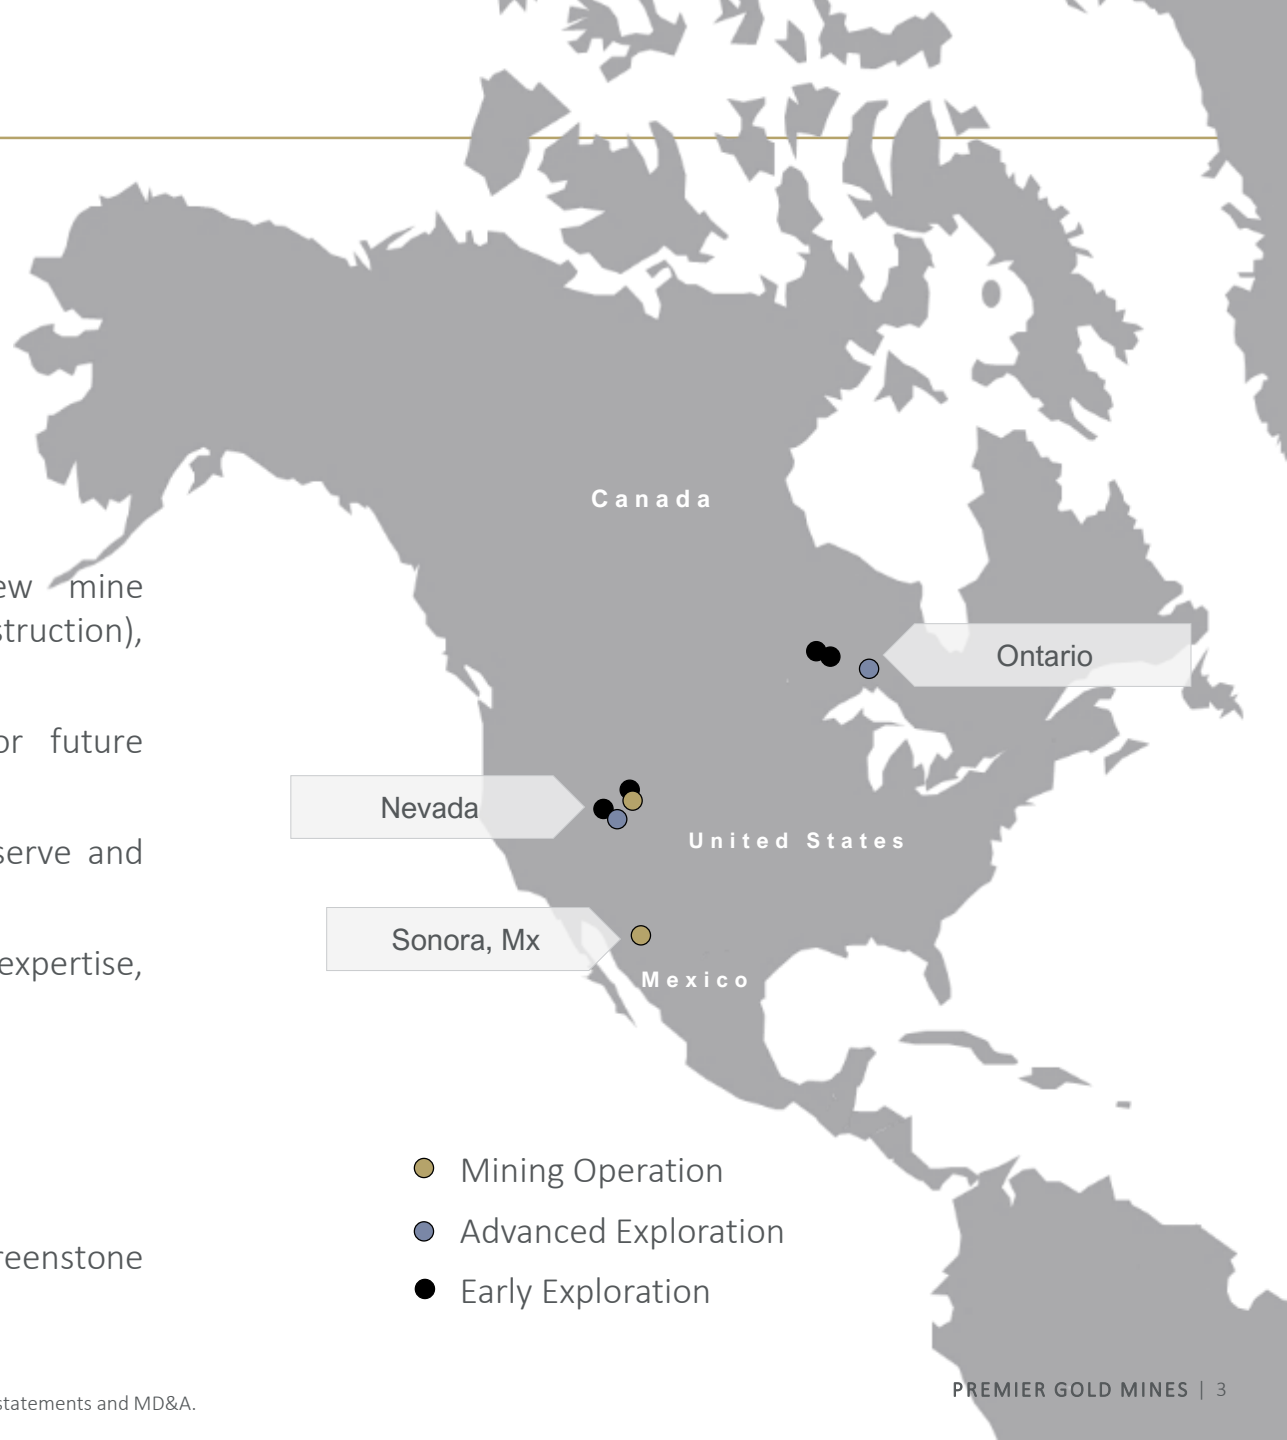 Canada
mine
struction),
Ontario
or future
Nevada
United States
serve and
Sonora, Mx
expertise,
Mexico
Mining Operation
Advanced Exploration
reenstone
Early Exploration
PREMIER GOLD MINES | 3
statements and MD&A.